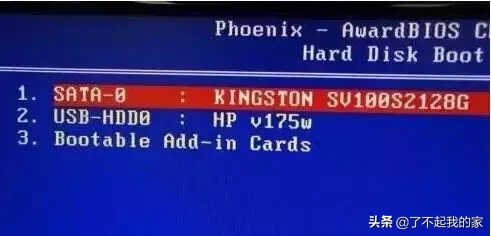 Phoenix - AwardBIOS C
Hard Disk Boot
1. SATA-0 : KINGSTON SV100S2128G
2. USB-HDD0 : HP v175w
3. Bootable Add-in Cards
头条 @了不起我的家